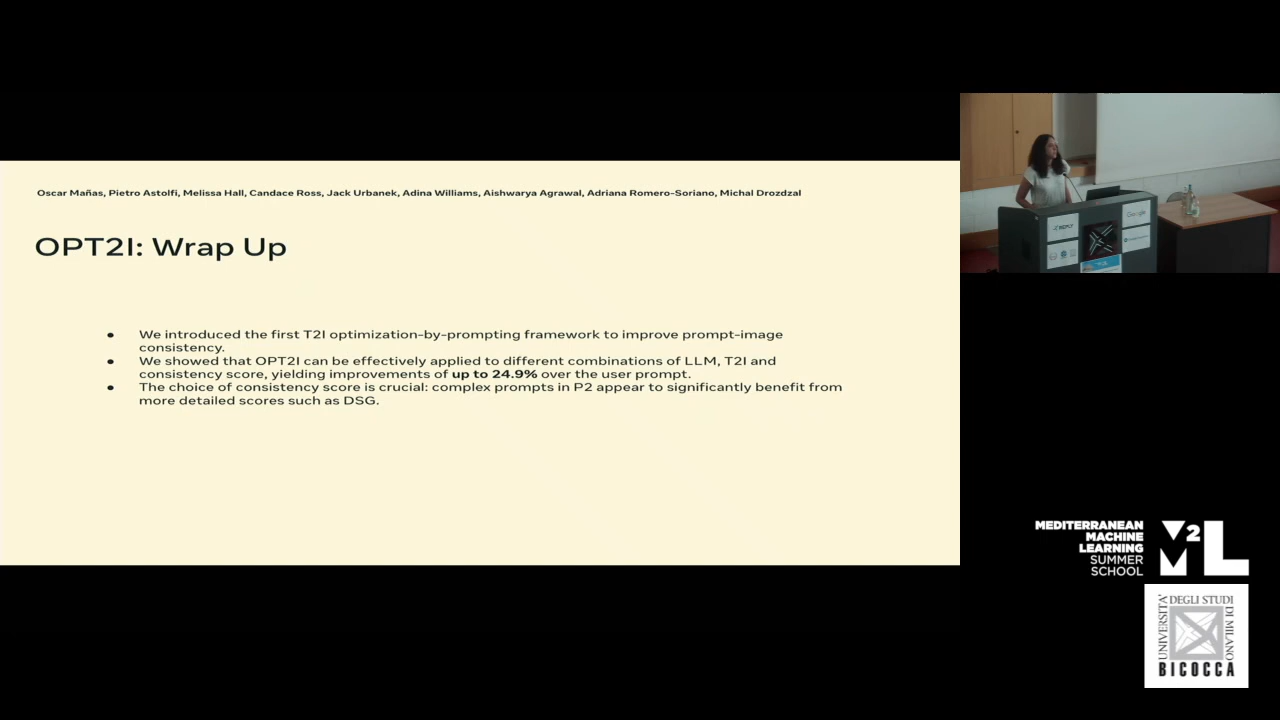 Oscar Mañas, Pietro Astolfi, Melissa Hall, Candace Ross, Jack Urbanek, Adina Williams, Aishwarya Agrawal, Adriana Romero-Soriano, Michal Drozdzal
OPT2I: Wrap Up
● We introduced the first T2I optimization-by-prompting framework to improve prompt-image
consistency.
● We showed that OPT2I can be effectively applied to different combinations of LLM, T2I and
consistency score, yielding improvements of up to 24.9% over the user prompt.
● The choice of consistency score is crucial: complex prompts in P2 appear to significantly benefit from
more detailed scores such as DSG.
Google
MEDITERRANEAN
MACHINE
LEARNING
SUMMER
SCHOOL
M2L
UNIVERSITA'
DEGLI STUDI
DI MILANO
BICOCCA